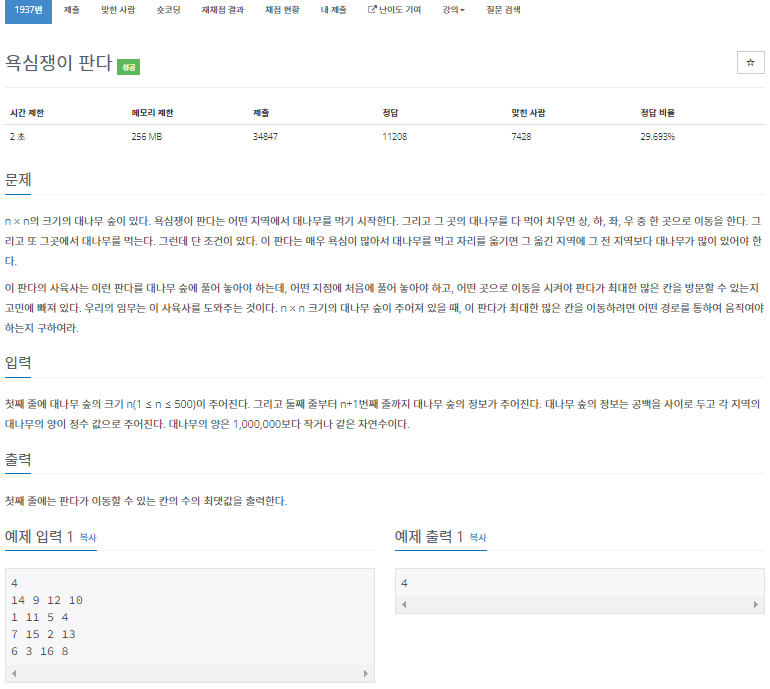 1937번 제출 맞힌 사람 숏코딩 재채점 결과 채점 현황 내 제출 난이도 기여 강의 질문 검색
욕심쟁이 판다 성공
시간 제한 메모리 제한 제출 정답 맞힌 사람 정답 비율
2 초 256 MB 34847 11208 7428 29.693%
문제
n × n의 크기의 대나무 숲이 있다. 욕심쟁이 판다는 어떤 지역에서 대나무를 먹기 시작한다. 그리고 그 곳의 대나무를 다 먹어 치우면 상, 하, 좌, 우 중 한 곳으로 이동을 한다. 그
리고 또 그곳에서 대나무를 먹는다. 그런데 단 조건이 있다. 이 판다는 매우 욕심이 많아서 대나무를 먹고 자리를 옮기면 그 옮긴 지역에 그 전 지역보다 대나무가 많이 있어야 한
다.
이 판다의 사육사는 이런 판다를 대나무 숲에 풀어 놓아야 하는데, 어떤 지점에 처음에 풀어 놓아야 하고, 어떤 곳으로 이동을 시켜야 판다가 최대한 많은 칸을 방문할 수 있는지
고민에 빠져 있다. 우리의 임무는 이 사육사를 도와주는 것이다. n × n 크기의 대나무 숲이 주어져 있을 때, 이 판다가 최대한 많은 칸을 이동하려면 어떤 경로를 통하여 움직여야
하는지 구하여라.
입력
첫째 줄에 대나무 숲의 크기 n(1 ≤ n ≤ 500)이 주어진다. 그리고 둘째 줄부터 n+1번째 줄까지 대나무 숲의 정보가 주어진다. 대나무 숲의 정보는 공백을 사이로 두고 각 지역의
대나무의 양이 정수 값으로 주어진다. 대나무의 양은 1,000,000보다 작거나 같은 자연수이다.
출력
첫째 줄에는 판다가 이동할 수 있는 칸의 수의 최댓값을 출력한다.
예제 입력 1 복사
4
14 9 12 10
1 11 5 4
7 15 2 13
6 3 16 8
예제 출력 1 복사
4